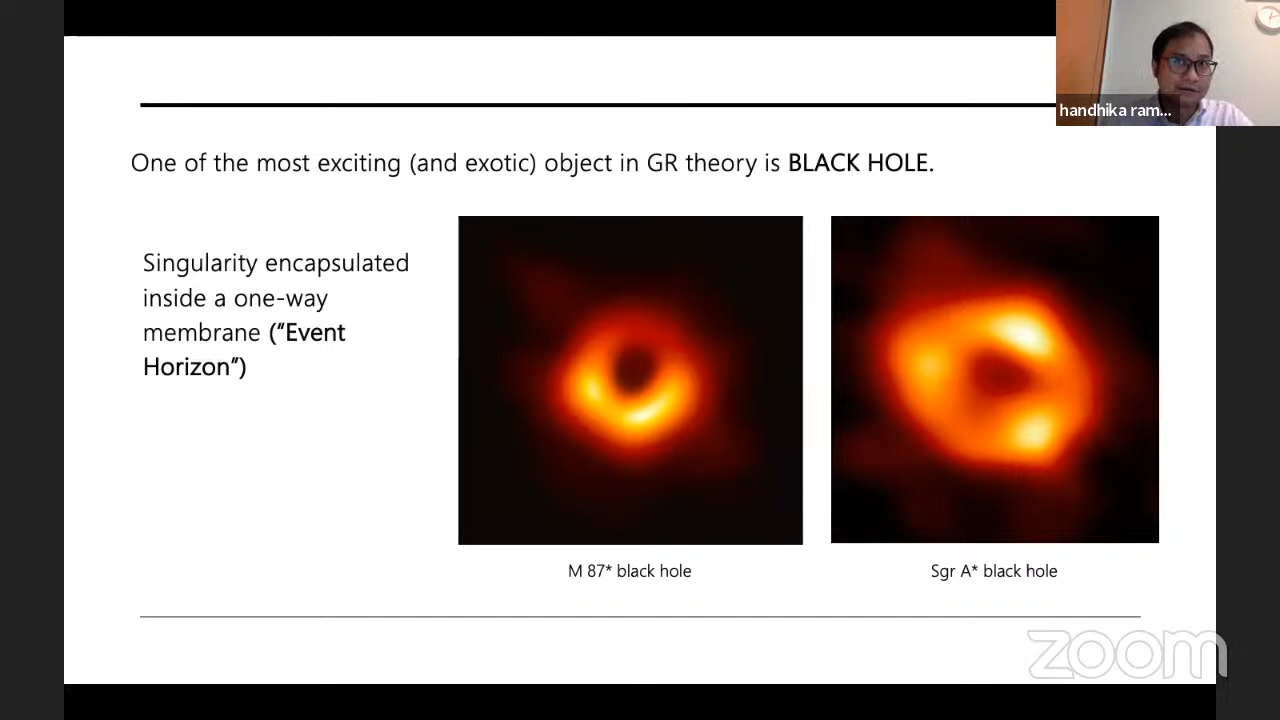 handhika ram...
One of the most exciting (and exotic) object in GR theory is BLACK HOLE.
Singularity encapsulated
inside a one-way
membrane ("Event
Horizon")
M 87* black hole
Sgr A* black hole
zoom